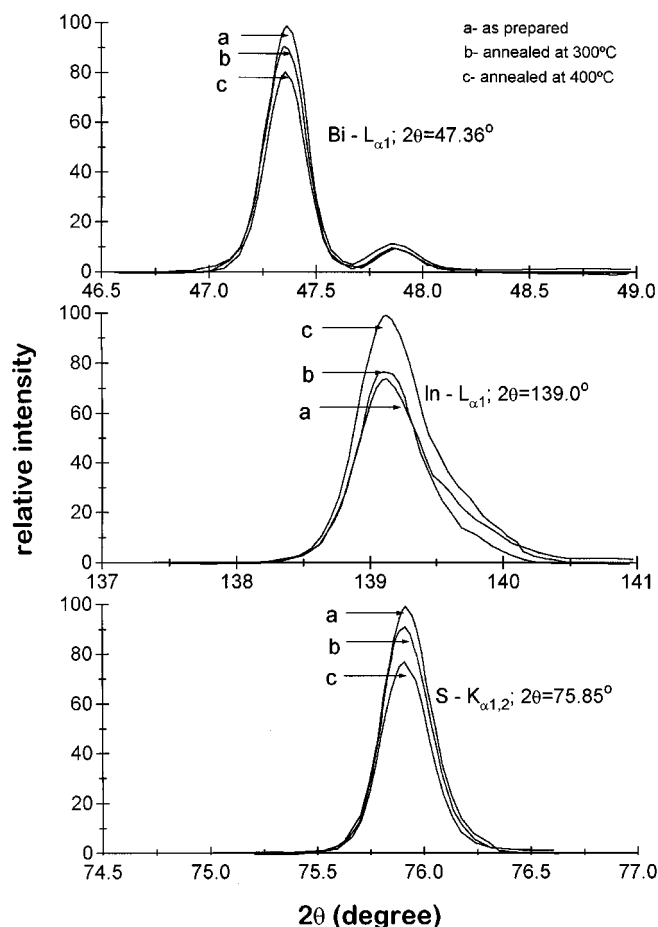 a- as prepared
b- annealed at 300ºC
c- annealed at 400ºC
100
80
60
40
20
0
a
b
c
Bi - Lα1; 2θ=47.36°
46.5 47.0 47.5 48.0 48.5 49.0
100
80
60
40
20
0
c
b
a
In - Lα1; 2θ=139.0°
137 138 139 140 141
relative intensity
100
80
60
40
20
0
a
b
c
S - Kα1,2; 2θ=75.85°
74.5 75.0 75.5 76.0 76.5 77.0
2θ (degree)